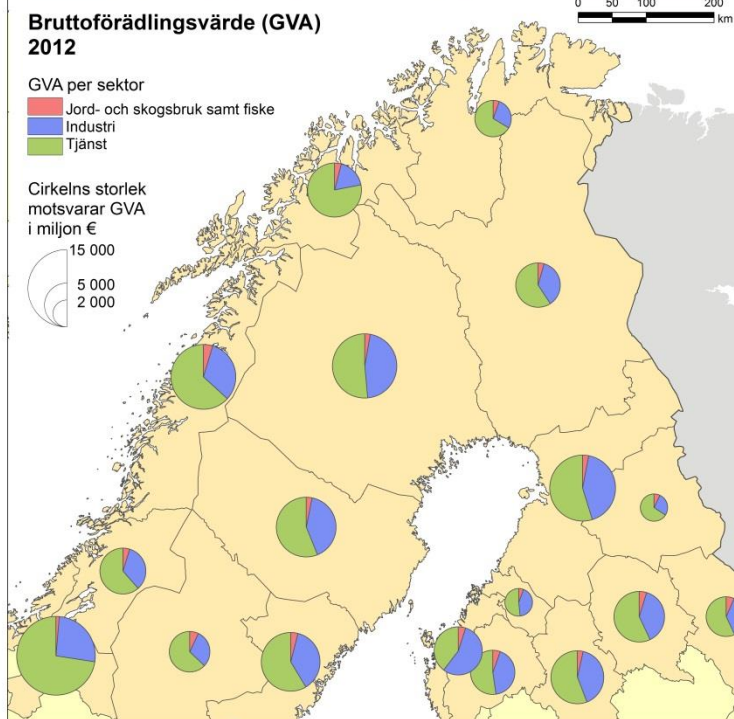 Bruttoförädlingsvärde (GVA)
2012
GVA per sektor
Jord- och skogsbruk samt fiske
Industri
Tjänst
Cirkelns storlek
motsvarar GVA
i miljon €
15 000
5 000
2 000
0 50 100 200
km